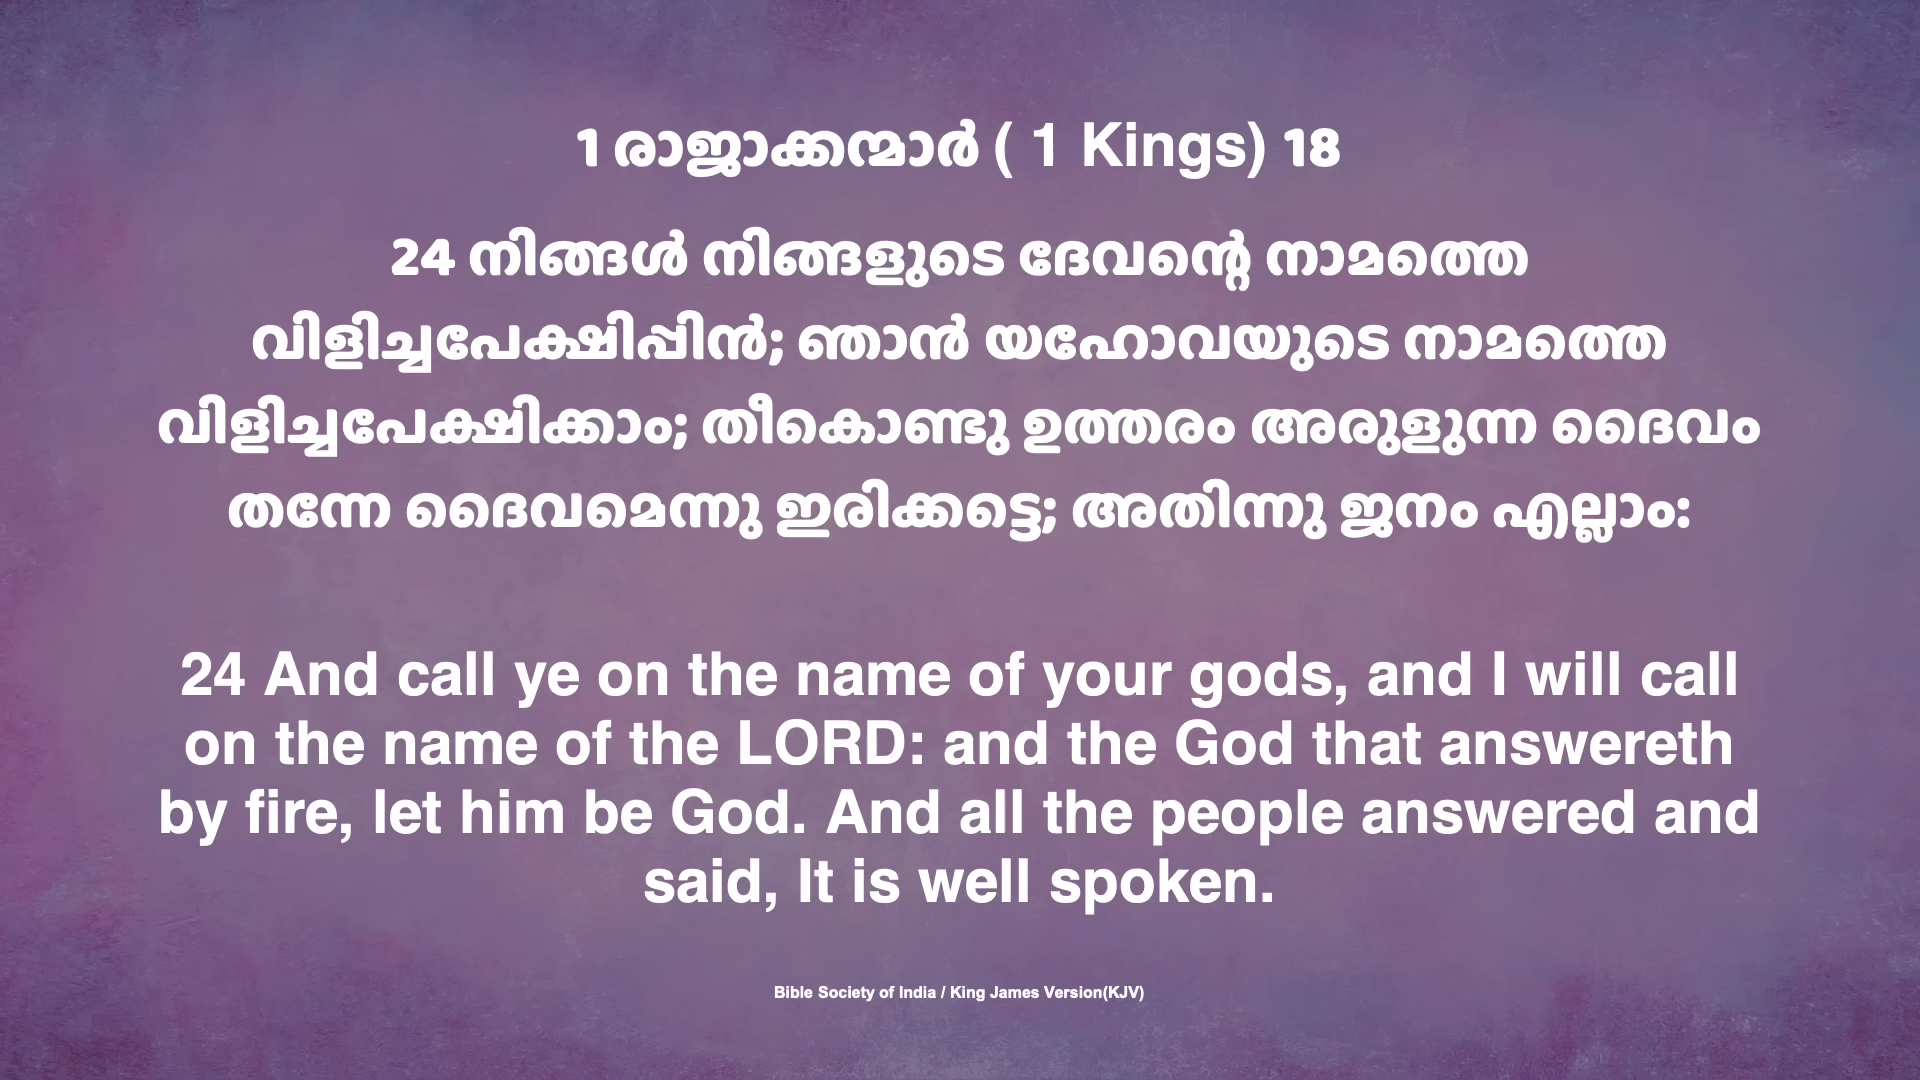 1 രാജാക്കന്മാർ ( 1 Kings) 18
24 നിങ്ങൾ നിങ്ങളുടെ ദേവന്റെ നാമത്തെ
വിളിച്ചപേക്ഷിപ്പിൻ; ഞാൻ യഹോവയുടെ നാമത്തെ
വിളിച്ചപേക്ഷിക്കാം; തീകൊണ്ടു ഉത്തരം അരുളുന്ന ദൈവം
തന്നേ ദൈവമെന്നു ഇരിക്കട്ടെ; അതിന്നു ജനം എല്ലാം:
24 And call ye on the name of your gods, and I will call
on the name of the LORD: and the God that answereth
by fire, let him be God. And all the people answered and
said, It is well spoken.
Bible Society of India / King James Version(KJV)